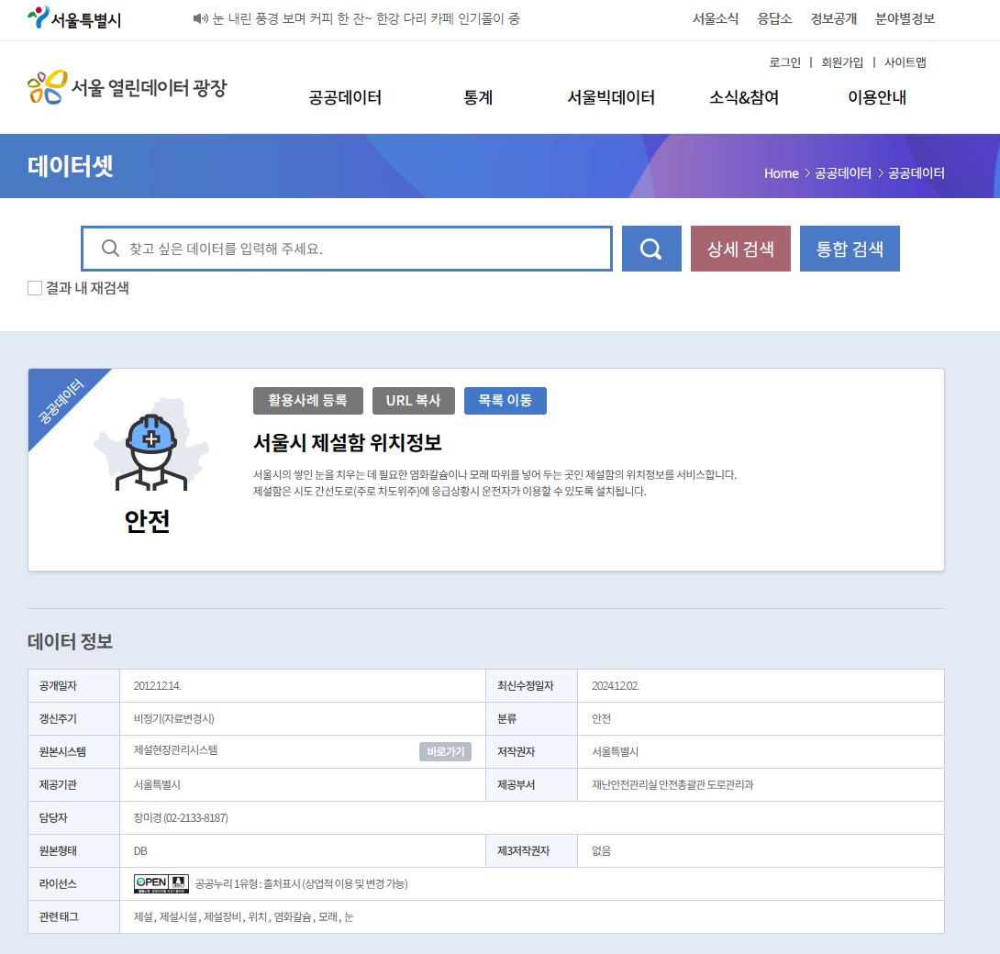 서울특별시
눈 내린 풍경 보며 커피 한 잔~ 한강 다리 카페 인기몰이 중
서울소식 응답소 정보공개 분야별정보
로그인 | 회원가입 | 사이트맵
서울 열린데이터 광장
공공데이터 통계 서울빅데이터 소식&참여 이용안내
데이터셋
Home > 공공데이터 > 공공데이터
찾고 싶은 데이터를 입력해 주세요.
상세 검색 통합 검색
결과 내 재검색
공공데이터
안전
활용사례 등록 URL 복사 목록 이동
서울시 제설함 위치정보
서울시의 쌓인 눈을 치우는 데 필요한 염화칼슘이나 모래 따위를 넣어 두는 곳인 제설함의 위치정보를 서비스합니다.
제설함은 시도 간선도로(주로 차도위주)에 응급상황시 운전자가 이용할 수 있도록 설치됩니다.
데이터 정보
공개일자 2012.12.14. 최신수정일자 2024.12.02.
갱신주기 비정기(자료변경시) 분류 안전
원본시스템 제설현장관리시스템 바로가기 저작권자 서울특별시
제공기관 서울특별시 제공부서 재난안전관리실 안전총괄관 도로관리과
담당자 장미경 (02-2133-8187)
원본형태 DB 제3저작권자 없음
라이선스 OPEN 공공누리 1유형 : 출처표시 (상업적 이용 및 변경 가능)
관련태그 제설 , 제설시설 , 제설장비 , 위치 , 염화칼슘 , 모래 , 눈